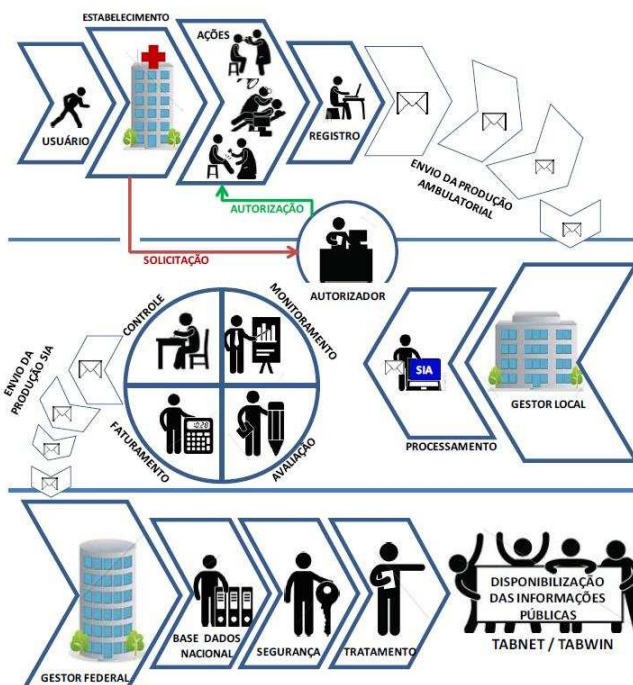 ESTABELECIMENTO
AÇÕES
USUÁRIO
REGISTRO
ENVIO DA PRODUÇÃO
AMBULATORIAL
AUTORIZAÇÃO
SOLICITAÇÃO
AUTORIZADOR
CONTROLE
MONITORAMENTO
ENVIO DA
PRODUÇÃO SIA
FATURAMENTO
AVALIAÇÃO
SIA
PROCESSAMENTO
GESTOR LOCAL
GESTOR FEDERAL
BASE DADOS
NACIONAL
SEGURANÇA
TRATAMENTO
DISPONIBILIZAÇÃO
DAS INFORMAÇÕES
PÚBLICAS
TABNET / TABWIN